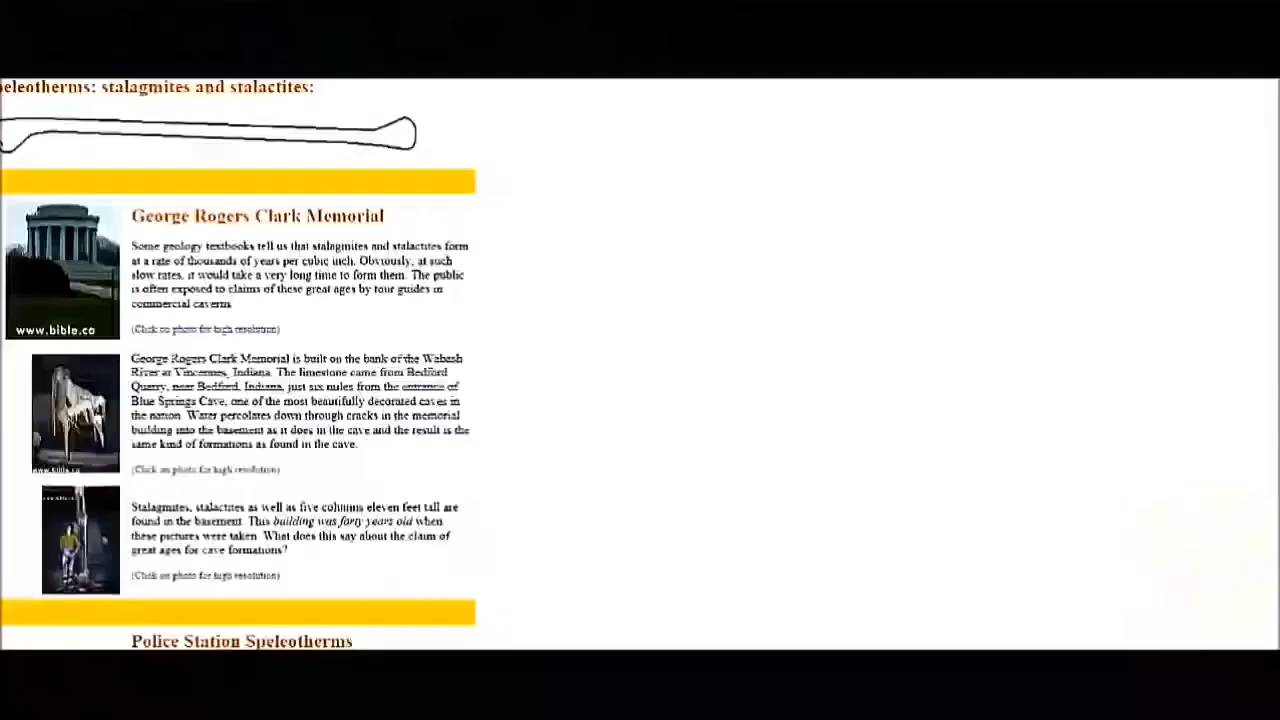 peleotherms: stalagmites and stalactites:
George Rogers Clark Memorial
Some geology textbooks tell us that stalagmites and stalactites form
at a rate of thousands of years per cubic inch. Obviously, at such
slow rates, it would take a very long time to form them. The public
is often exposed to claims of these great ages by tour guides in
commercial caverns
www.bible.ca
(Click on photo for high resolution)
George Rogers Clark Memorial is built on the bank of the Wabash
River at Vincennes, Indiana. The limestone came from Bedford
Quarry, near Bedford, Indiana, just six miles from the entrance of
Blue Springs Cave, one of the most beautifully decorated caves in
the nation. Water percolates down through cracks in the memorial
building into the basement as it does in the cave and the result is the
same kind of formations as found in the cave.
www.bible.ca
(Click on photo for high resolution)
Stalagmites, stalactites as well as five columns eleven feet tall are
found in the basement. This building was forty years old when
these pictures were taken. What does this say about the claim of
great ages for cave formations?
(Click on photo for high resolution)
Police Station Speleotherms